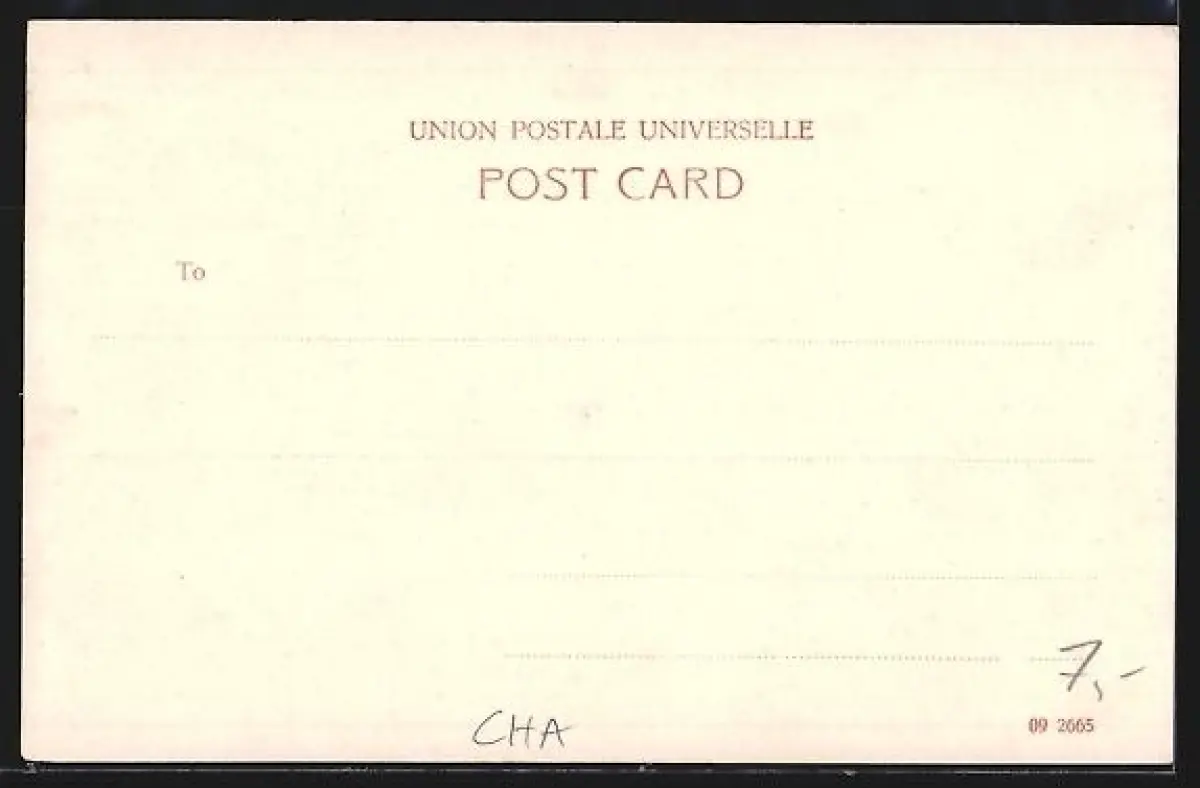 UNION POSTALE UNIVERSELLE
POST CARD
To
7,-
CHA
09 2665